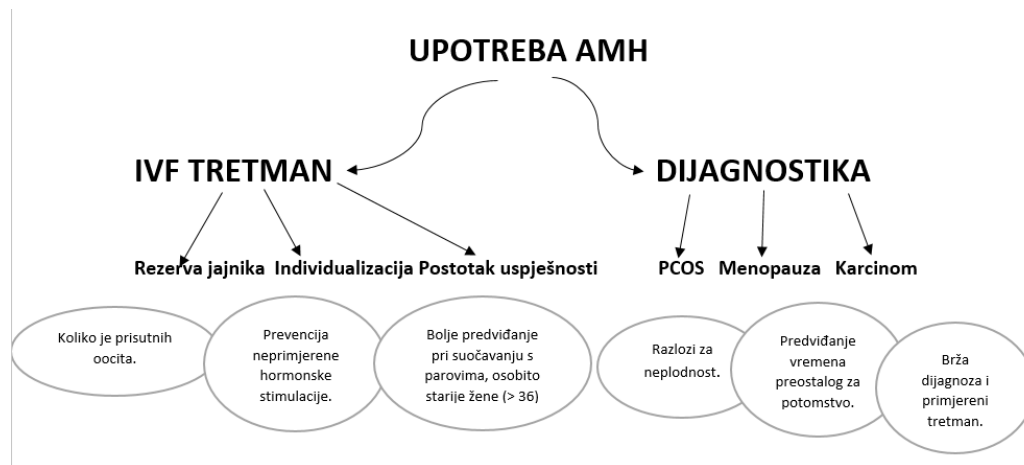 UPOTREBA AMH
IVF TRETMAN
DIJAGNOSTIKA
Rezerva jajnika
Individualizacija
Postotak uspješnosti
PCOS
Menopauza
Karcinom
Koliko je prisutnih
oocita.
Prevencija
neprimjerene
hormonske
stimulacije.
Bolje predviđanje
pri suočavanju s
parovima, osobito
starije žene (> 36)
Razlozi za
neplodnost.
Predviđanje
vremena
preostalog za
potomstvo.
Brža
dijagnoza i
primjereni
tretman.